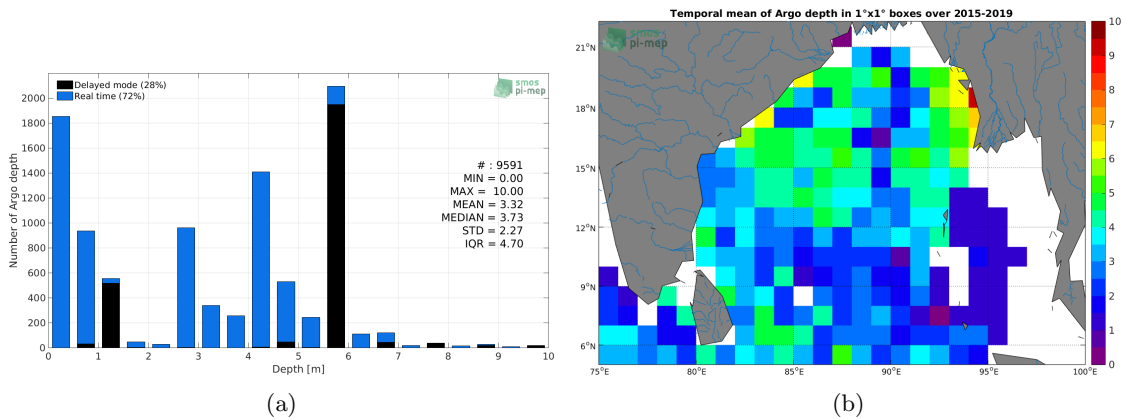 smos
pi-mep
Delayed mode (28%)
Real time (72%)
2000
1800
1600
1400
1200
1000
800
600
400
200
0
Number of Argo depth
# : 9591
MIN = 0.00
MAX = 10.00
MEAN = 3.32
MEDIAN = 3.73
STD = 2.27
IQR = 4.70
0 1 2 3 4 5 6 7 8 9 10
Depth [m]
(a)
Temporal mean of Argo depth in 1°x1° boxes over 2015-2019
smos
pi-mep
21°N
18°N
15°N
12°N
9°N
6°N
75°E 80°E 85°E 90°E 95°E 100°E
10
9
8
7
6
5
4
3
2
1
0
(b)